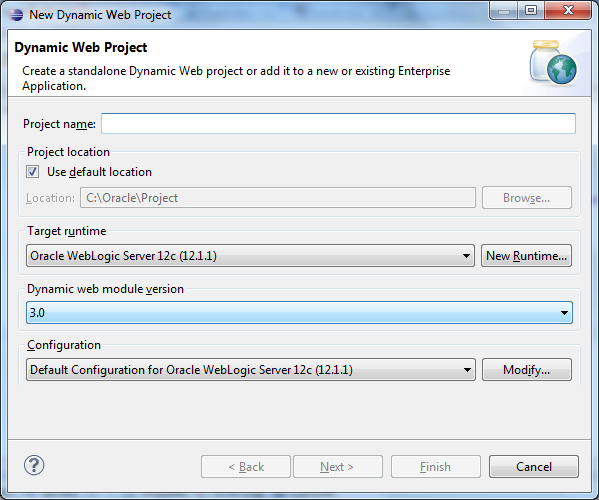 New Dynamic Web Project
Dynamic Web Project
Create a standalone Dynamic Web project or add it to a new or existing Enterprise
Application.
Project name:
Project location
Use default location
Location: C:\Oracle\Project Browse...
Target runtime
Oracle WebLogic Server 12c (12.1.1) New Runtime...
Dynamic web module version
3.0
Configuration
Default Configuration for Oracle WebLogic Server 12c (12.1.1) Modify...
? < Back Next > Finish Cancel